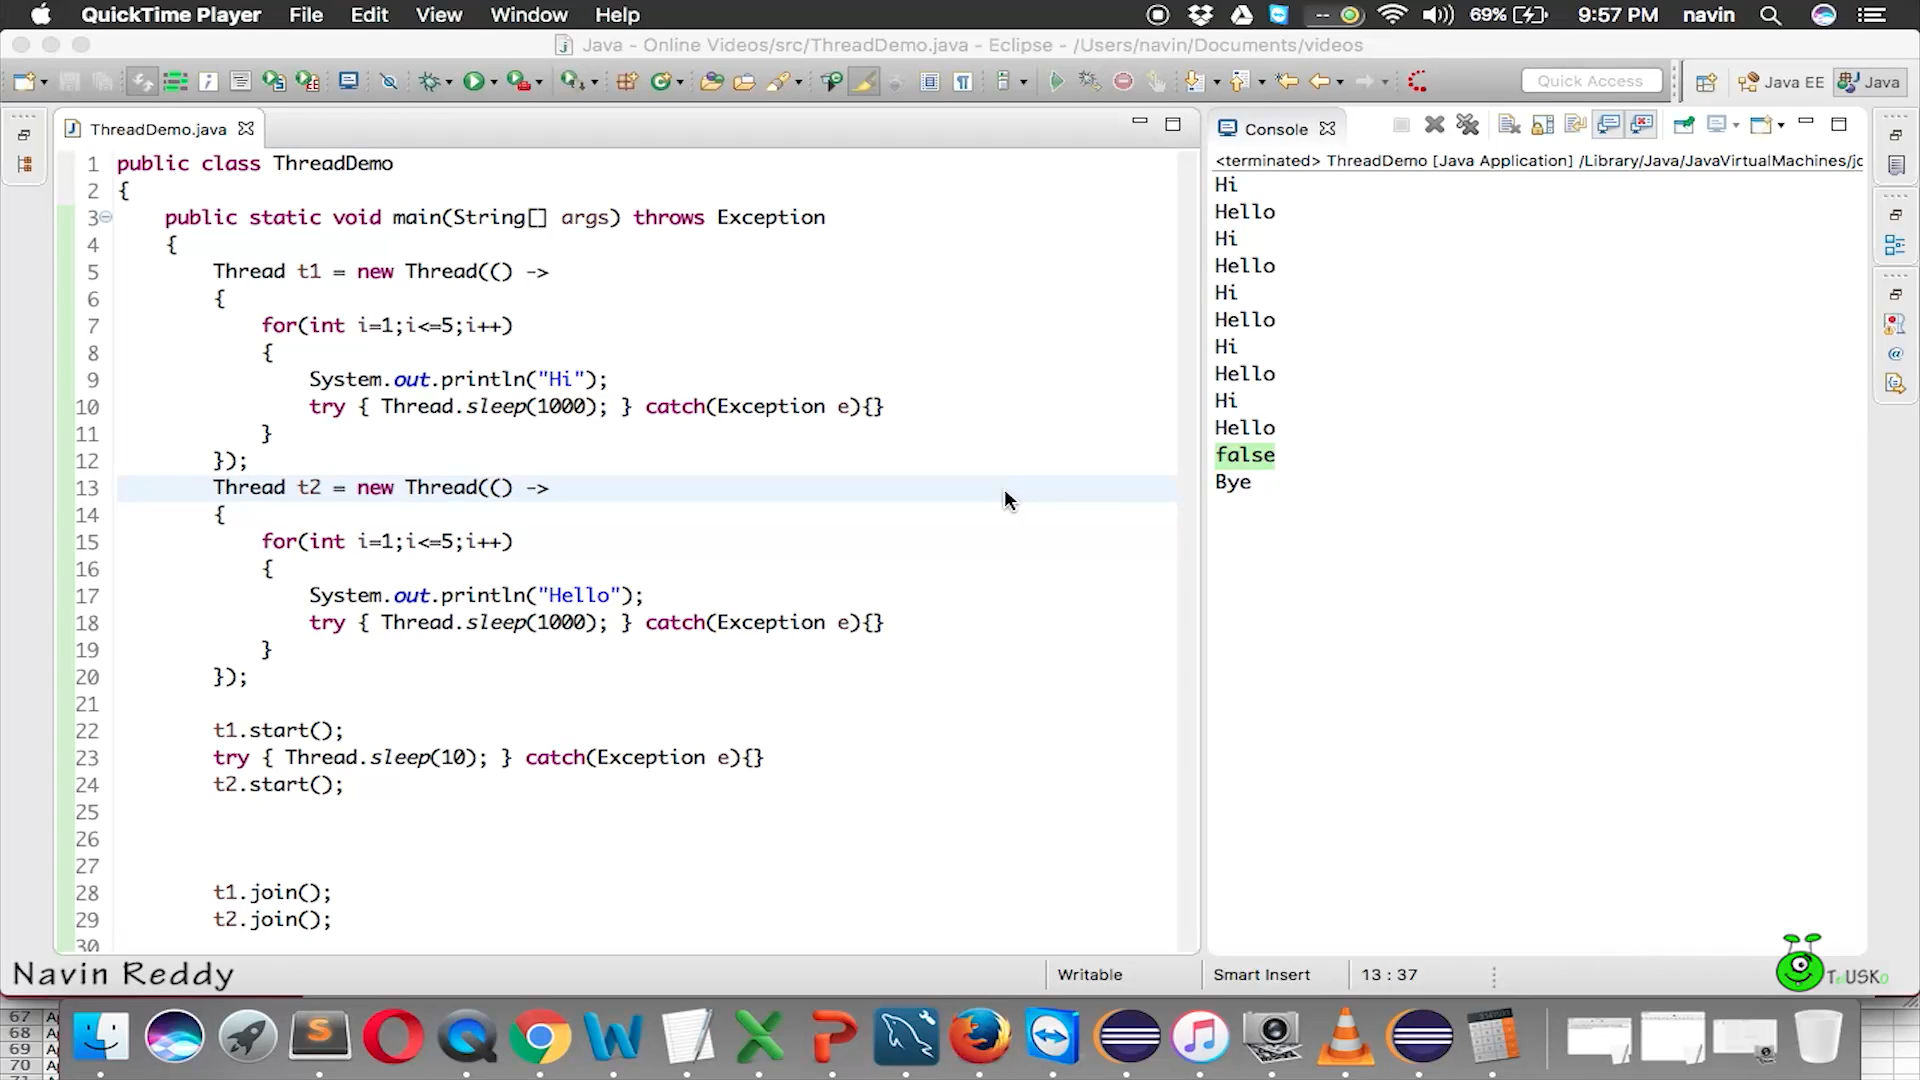 QuickTime Player File Edit View Window Help -- 69% 9:57 PM navin
Java - Online Videos/src/ThreadDemo.java - Eclipse - /Users/navin/Documents/videos
Quick Access Java EE Java
ThreadDemo.java
1 public class ThreadDemo
2 {
3 public static void main(String[] args) throws Exception
4 {
5 Thread t1 = new Thread(() ->
6 {
7 for(int i=1;i<=5;i++)
8 {
9 System.out.println("Hi");
10 try { Thread.sleep(1000); } catch(Exception e){}
11 }
12 });
13 Thread t2 = new Thread(() ->
14 {
15 for(int i=1;i<=5;i++)
16 {
17 System.out.println("Hello");
18 try { Thread.sleep(1000); } catch(Exception e){}
19 }
20 });
21
22 t1.start();
23 try { Thread.sleep(10); } catch(Exception e){}
24 t2.start();
25
26
27
28 t1.join();
29 t2.join();
30
Console
<terminated> ThreadDemo [Java Application] /Library/Java/JavaVirtualMachines/jc
Hi
Hello
Hi
Hello
Hi
Hello
Hi
Hello
Hi
Hello
false
Bye
Navin Reddy
Writable Smart Insert 13 : 37
67
68
69
70